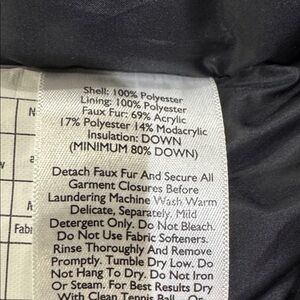 Shell: 100% Polyester
Lining: 100% Polyester
Faux Fur: 69% Acrylic
17% Polyester 14% Modacrylic
Insulation: DOWN
(MINIMUM 80% DOWN)
Detach Faux Fur And Secure All
Garment Closures Before
Laundering Machine Wash Warm
Delicate, Separately. Mild
Detergent Only. Do Not Bleach.
Do Not Use Fabric Softeners.
Rinse Thoroughly And Remove
Promptly. Tumble Dry Low. Do
Not Hang To Dry. Do Not Iron
Or Steam. For Best Results Dry
With Clean Tennis Ball